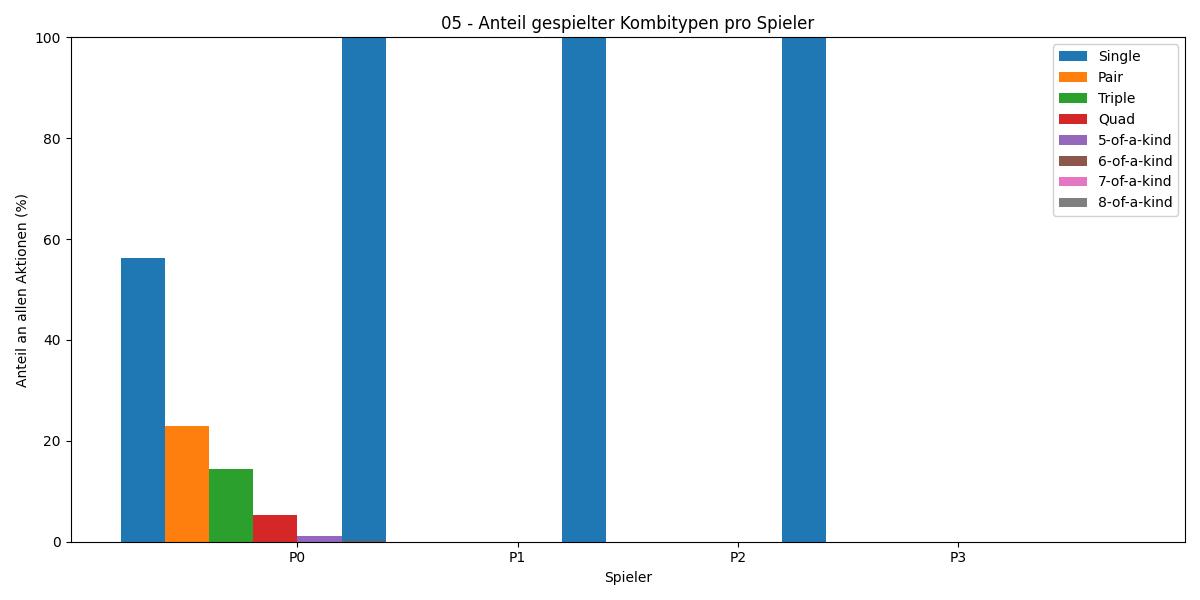 05 - Anteil gespielter Kombitypen pro Spieler
100
80
60
40
20
0
Anteil an allen Aktionen (%)
Single
Pair
Triple
Quad
5-of-a-kind
6-of-a-kind
7-of-a-kind
8-of-a-kind
P0 P1 P2 P3
Spieler